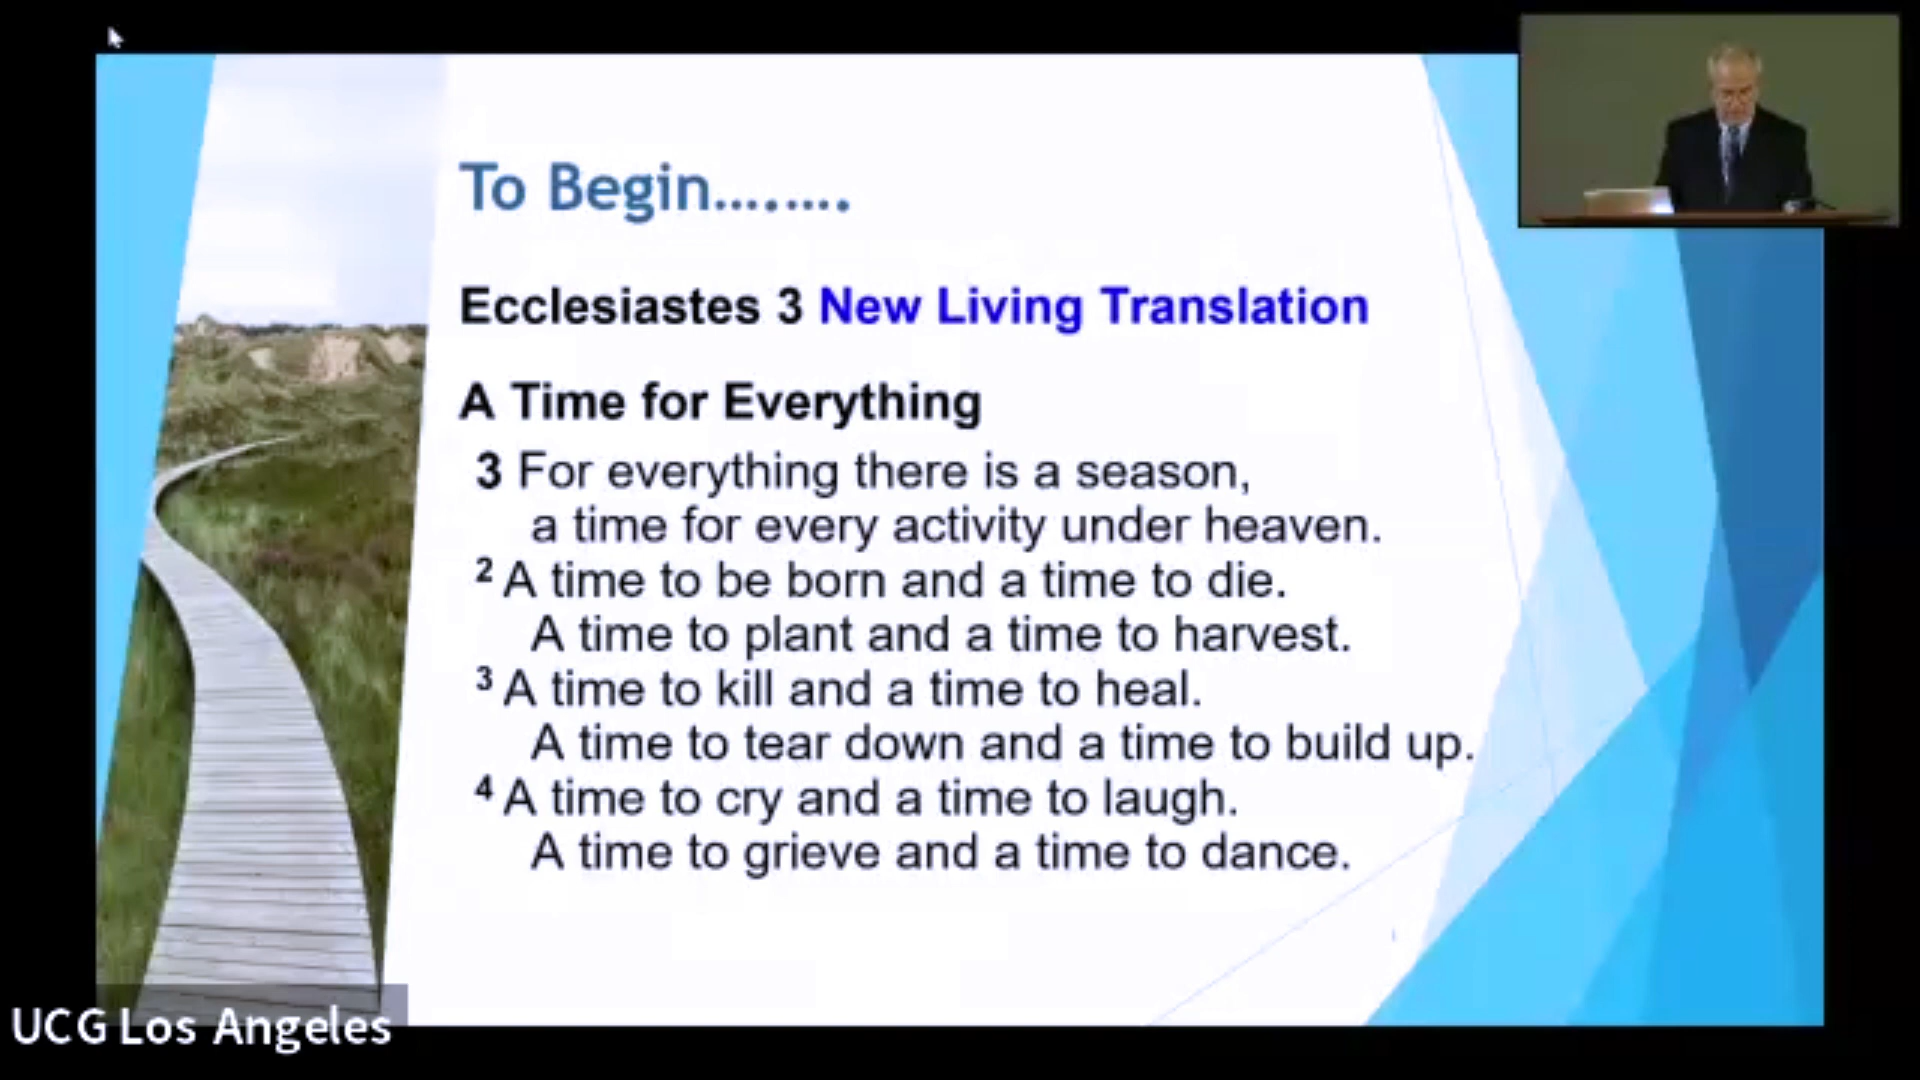 To Begin........
Ecclesiastes 3 New Living Translation
A Time for Everything
3 For everything there is a season,
a time for every activity under heaven.
2 A time to be born and a time to die.
A time to plant and a time to harvest.
3 A time to kill and a time to heal.
A time to tear down and a time to build up.
4 A time to cry and a time to laugh.
A time to grieve and a time to dance.
UCG Los Angeles